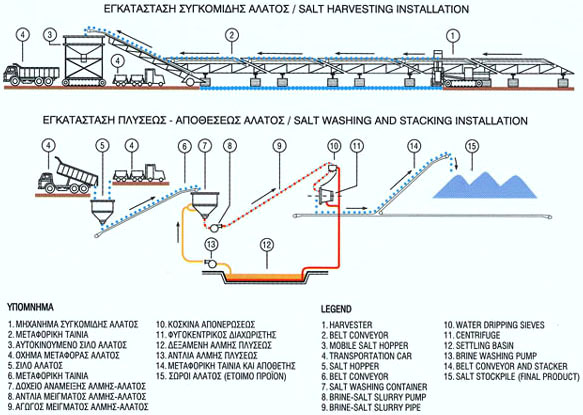 ΕΓΚΑΤΑΣΤΑΣΗ ΣΥΓΚΟΜΙΔΗΣ ΑΛΑΤΟΣ / SALT HARVESTING INSTALLATION
4
3
4
2
1
ΕΓΚΑΤΑΣΤΑΣΗ ΠΛΥΣΕΩΣ - ΑΠΟΘΕΣΕΩΣ ΑΛΑΤΟΣ / SALT WASHING AND STACKING INSTALLATION
4
5
4
6
7
8
9
10
11
14
15
13
12
ΥΠΟΜΝΗΜΑ
1. ΜΗΧΑΝΗΜΑ ΣΥΓΚΟΜΙΔΗΣ ΑΛΑΤΟΣ
2. ΜΕΤΑΦΟΡΙΚΗ ΤΑΙΝΙΑ
3. ΑΥΤΟΚΙΝΟΥΜΕΝΟ ΣΙΛΟ ΑΛΑΤΟΣ
4. ΟΧΗΜΑ ΜΕΤΑΦΟΡΑΣ ΑΛΑΤΟΣ
5. ΣΙΛΟ ΑΛΑΤΟΣ
6. ΜΕΤΑΦΟΡΙΚΗ ΤΑΙΝΙΑ
7. ΔΟΧΕΙΟ ΑΝΑΜΕΙΞΗΣ ΑΛΜΗΣ-ΑΛΑΤΟΣ
8. ΑΝΤΛΙΑ ΜΕΙΓΜΑΤΟΣ ΑΛΜΗΣ-ΑΛΑΤΟΣ
9. ΑΓΩΓΟΣ ΜΕΙΓΜΑΤΟΣ ΑΛΜΗΣ-ΑΛΑΤΟΣ
10. ΚΟΣΚΙΝΑ ΑΠΟΝΕΡΩΣΕΩΣ
11. ΦΥΓΟΚΕΝΤΡΙΚΟΣ ΔΙΑΧΩΡΙΣΤΗΣ
12. ΔΕΞΑΜΕΝΗ ΑΛΜΗΣ ΠΛΥΣΕΩΣ
13. ΑΝΤΛΙΑ ΑΛΜΗΣ ΠΛΥΣΕΩΣ
14. ΜΕΤΑΦΟΡΙΚΗ ΤΑΙΝΙΑ ΚΑΙ ΑΠΟΘΕΤΗΣ
15. ΣΩΡΟΙ ΑΛΑΤΟΣ (ΕΤΟΙΜΟ ΠΡΟΪΟΝ)
LEGEND
1. HARVESTER
2. BELT CONVEYOR
3. MOBILE SALT HOPPER
4. TRANSPORTATION CAR
5. SALT HOPPER
6. BELT CONVEYOR
7. SALT WASHING CONTAINER
8. BRINE-SALT SLURRY PUMP
9. BRINE-SALT SLURRY PIPE
10. WATER DRIPPING SIEVES
11. CENTRIFUGE
12. SETTLING BASIN
13. BRINE WASHING PUMP
14. BELT CONVEYOR AND STACKER
15. SALT STOCKPILE (FINAL PRODUCT)